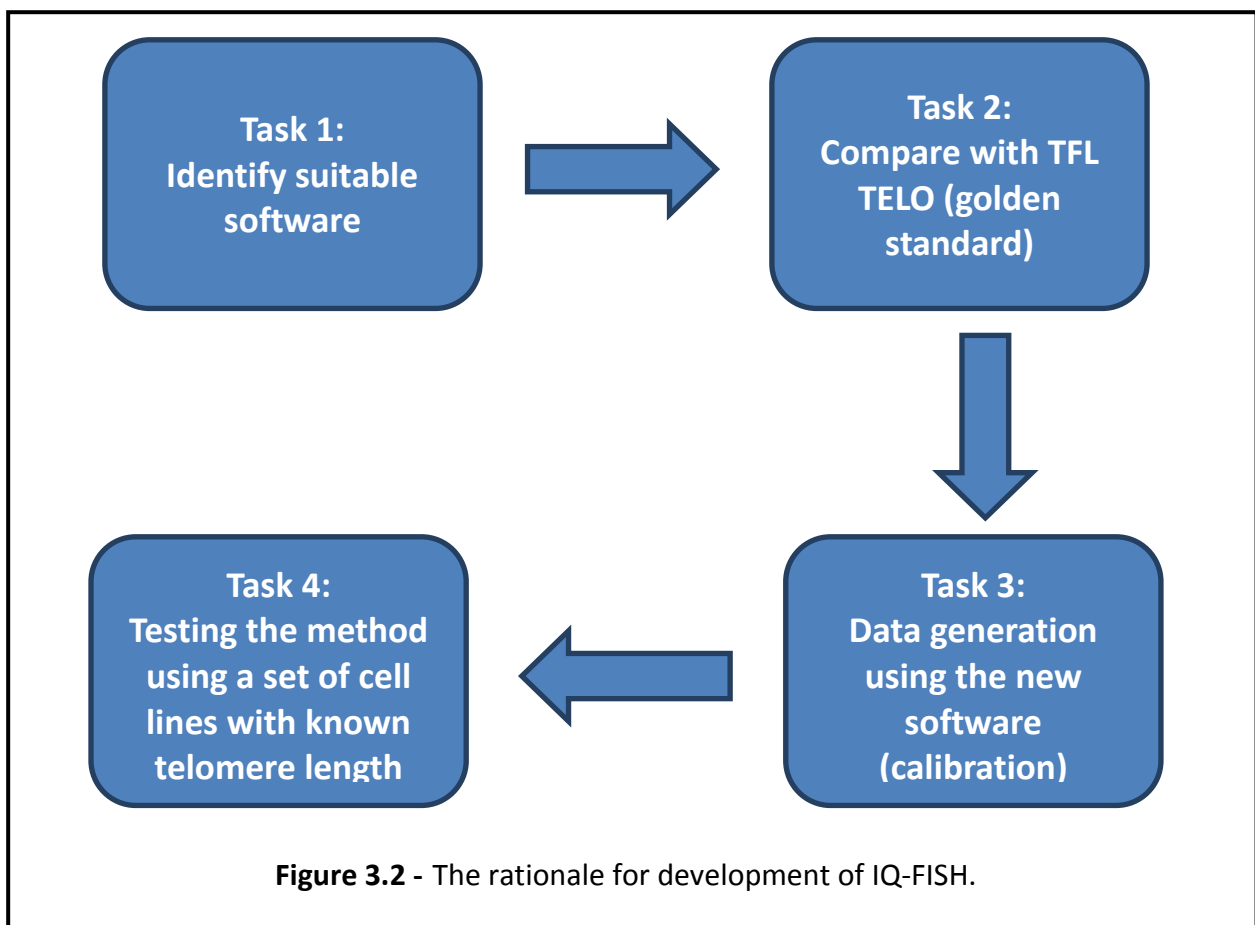 Task 1:
Identify suitable
software
Task 2:
Compare with TFL
TELO (golden
standard)
Task 3:
Data generation
using the new
software
(calibration)
Task 4:
Testing the method
using a set of cell
lines with known
telomere length
Figure 3.2 - The rationale for development of IQ-FISH.